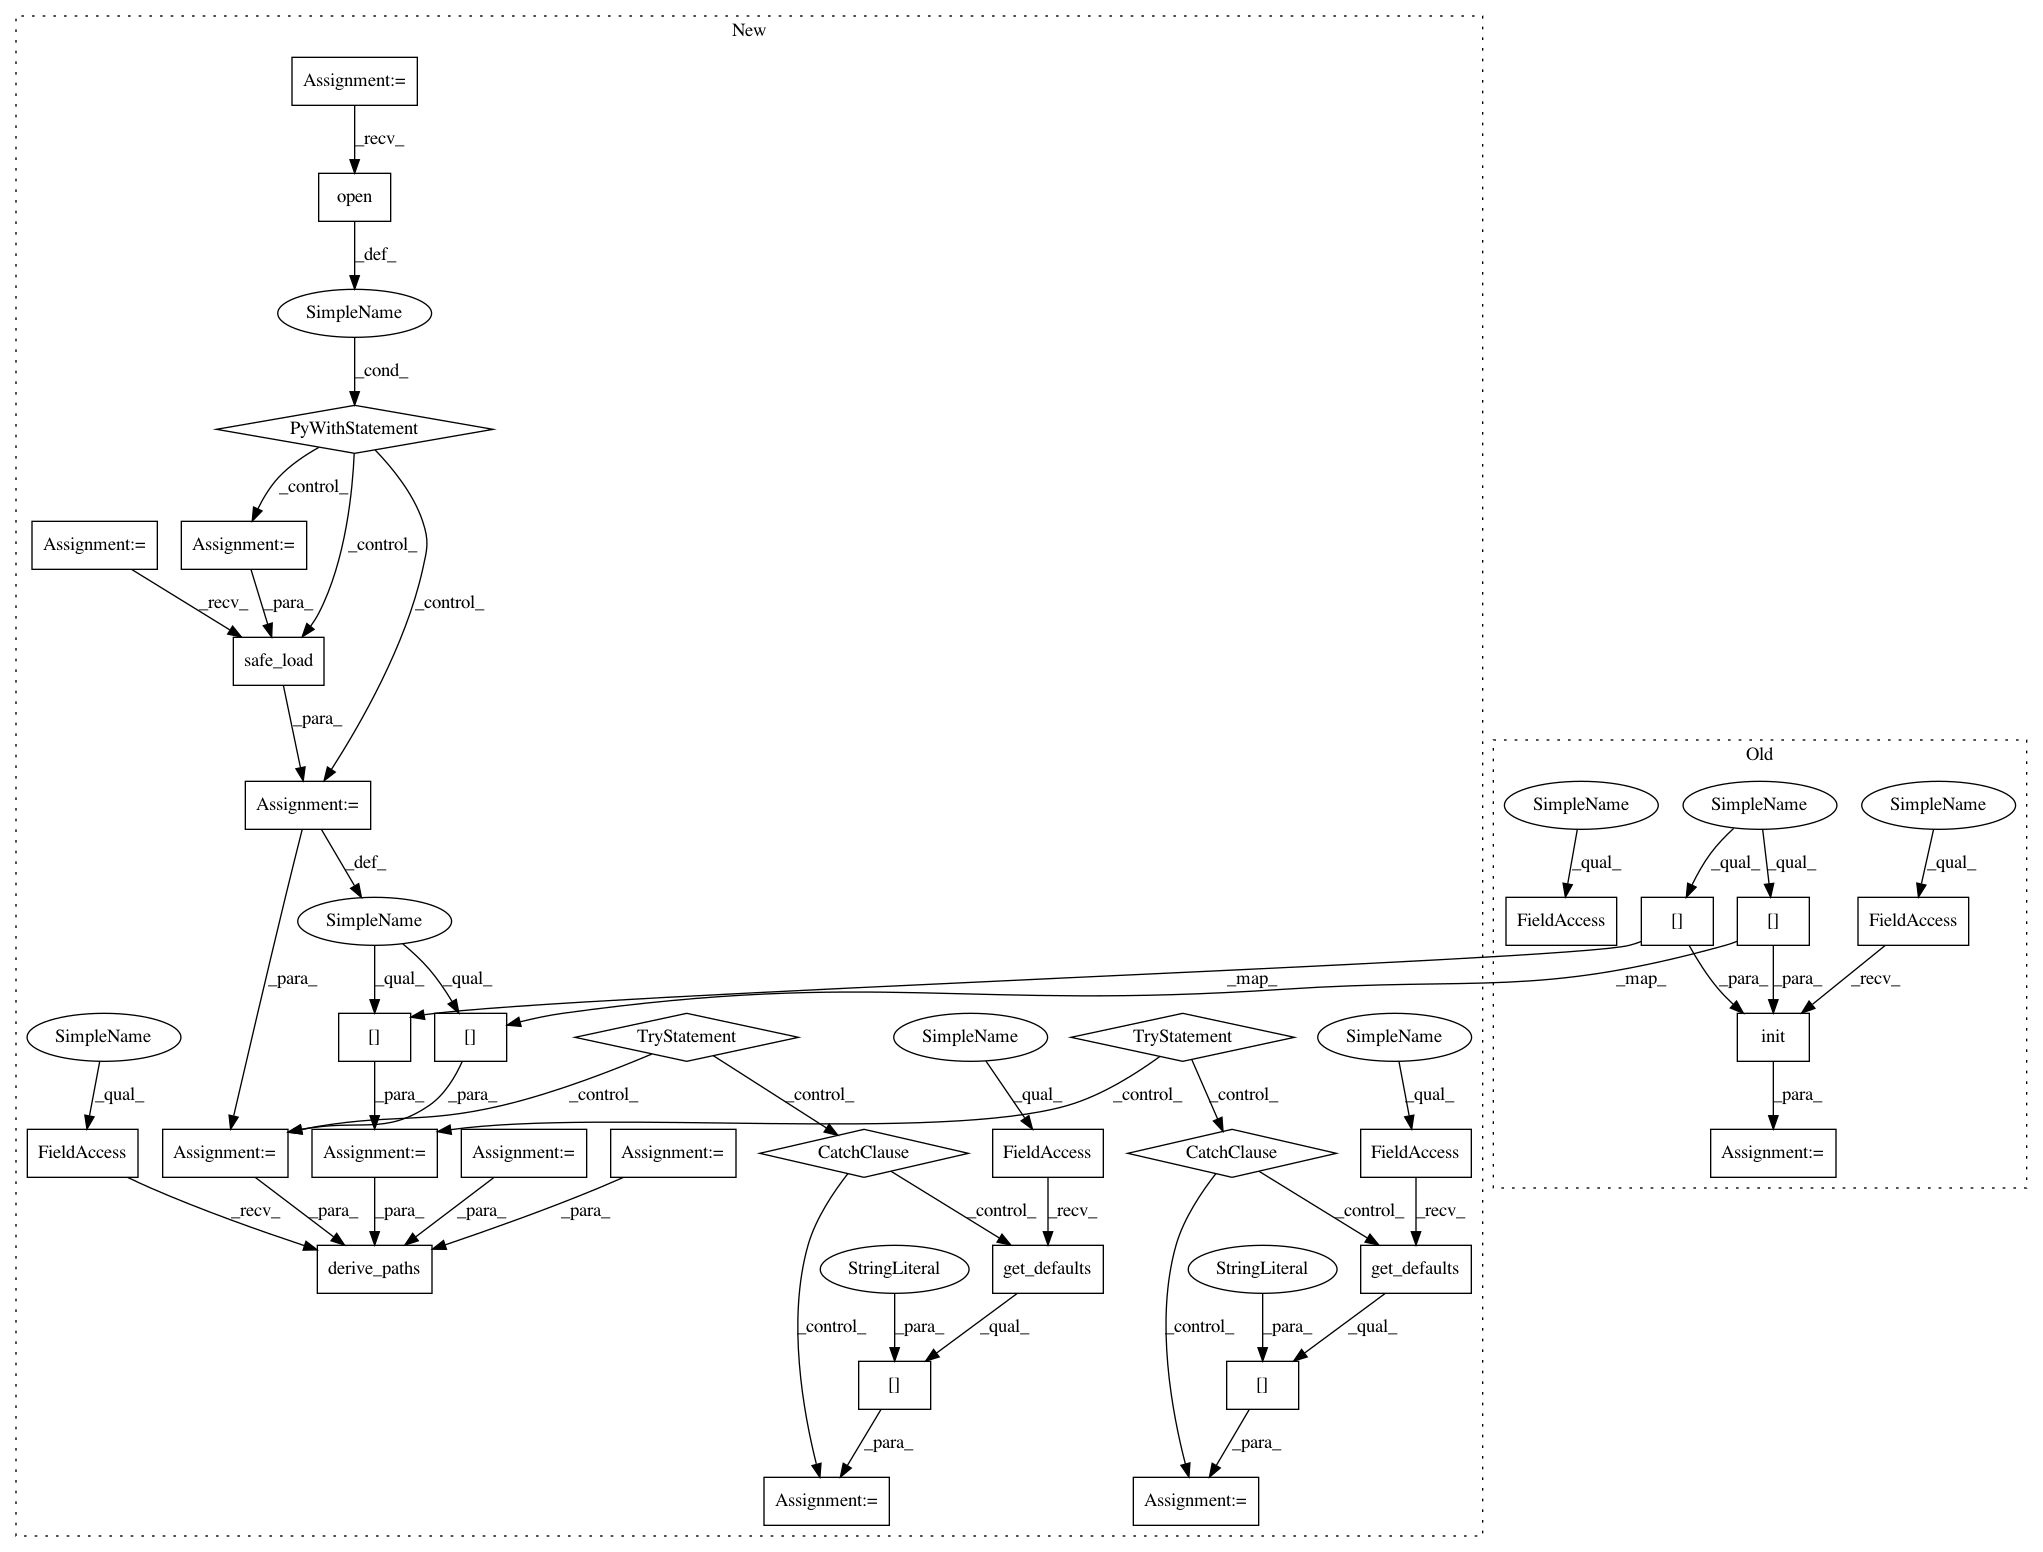 New
Assignment:=
_recv_
open
_def_
SimpleName
_cond_
PyWithStatement
_control_
Assignment:=
Assignment:=
_control_
_recv_
_para_
_control_
safe_load
_para_
Old
Assignment:=
SimpleName
SimpleName
SimpleName
_def_
_qual_
_qual_
_qual_
_qual_
SimpleName
FieldAccess
[]
[]
FieldAccess
_para_
_qual_
_qual_
_map_
_map_
_para_
_para_
_recv_
SimpleName
[]
[]
TryStatement
SimpleName
TryStatement
SimpleName
init
_qual_
_para_
_para_
_control_
_control_
_qual_
_control_
_control_
_qual_
_para_
FieldAccess
Assignment:=
Assignment:=
Assignment:=
Assignment:=
CatchClause
FieldAccess
CatchClause
FieldAccess
Assignment:=
_recv_
_para_
_para_
_para_
_para_
_control_
_recv_
_control_
_recv_
derive_paths
StringLiteral
get_defaults
StringLiteral
get_defaults
_control_
_para_
_qual_
_control_
_para_
_qual_
[]
[]
_para_
_para_
Assignment:=
Assignment:=